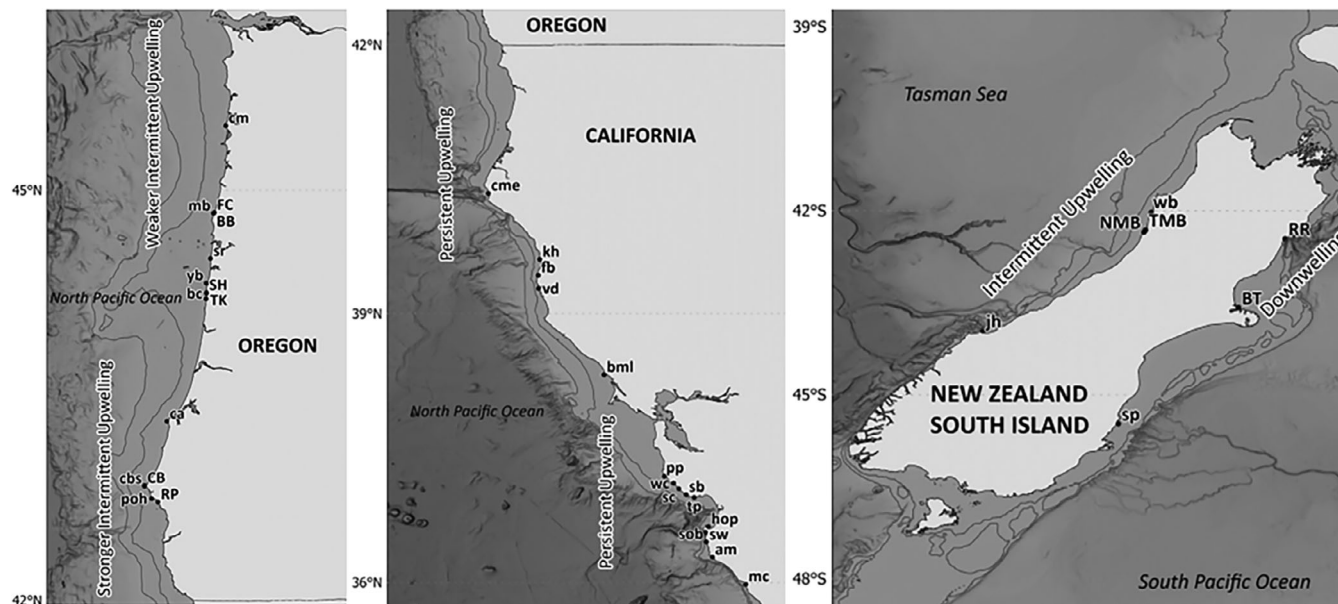 Weaker Intermittent Upwelling
cm
45°N
mb FC
BB
sr
yb SH
bc TK
North Pacific Ocean
OREGON
Stronger Intermittent Upwelling
ca
cbs CB
poh RP
42°N
OREGON
42°N
CALIFORNIA
Persistent Upwelling
cme
kh
fb
39°N
vd
bml
North Pacific Ocean
Persistent Upwelling
pp
wc sb
sc tp
hop
sob sw
am
mc
36°N
39°S
Tasman Sea
Intermittent Upwelling
42°S
wb
NMB TMB
RR
BT
Downwelling
jh
45°S
NEW ZEALAND
SOUTH ISLAND
sp
48°S
South Pacific Ocean